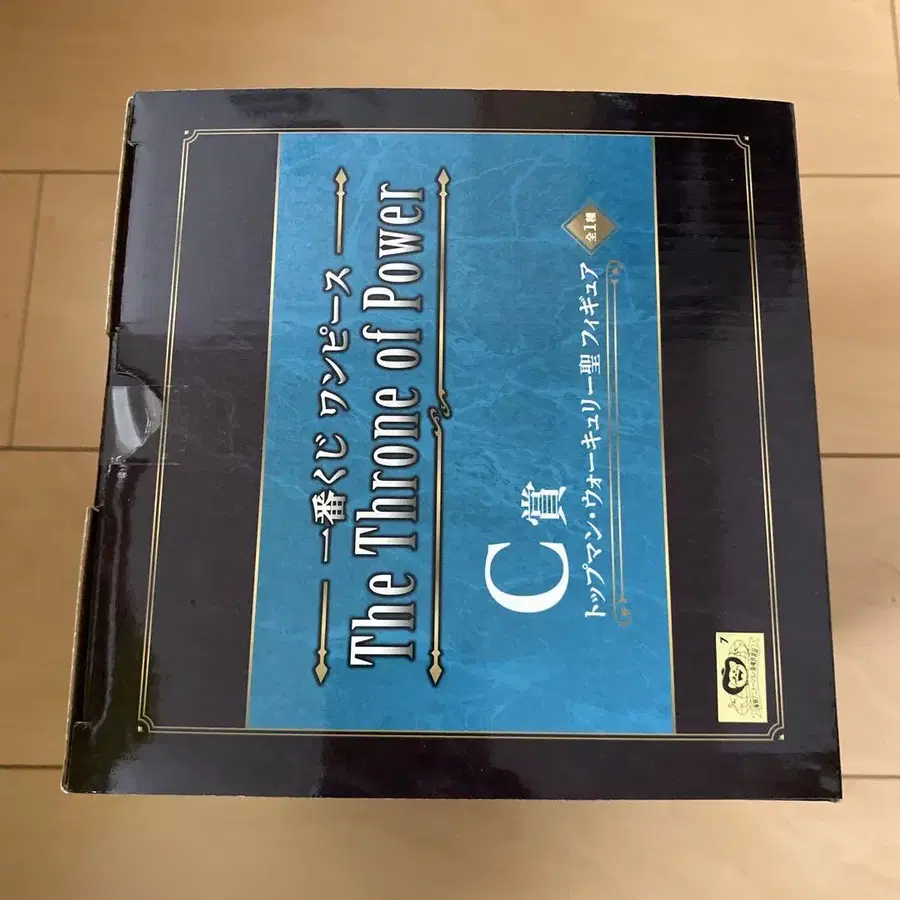 一番くじ ワンピース
The Throne of Power
C賞
トップマン・ウォーキュリー聖 フィギュア 全1種
7